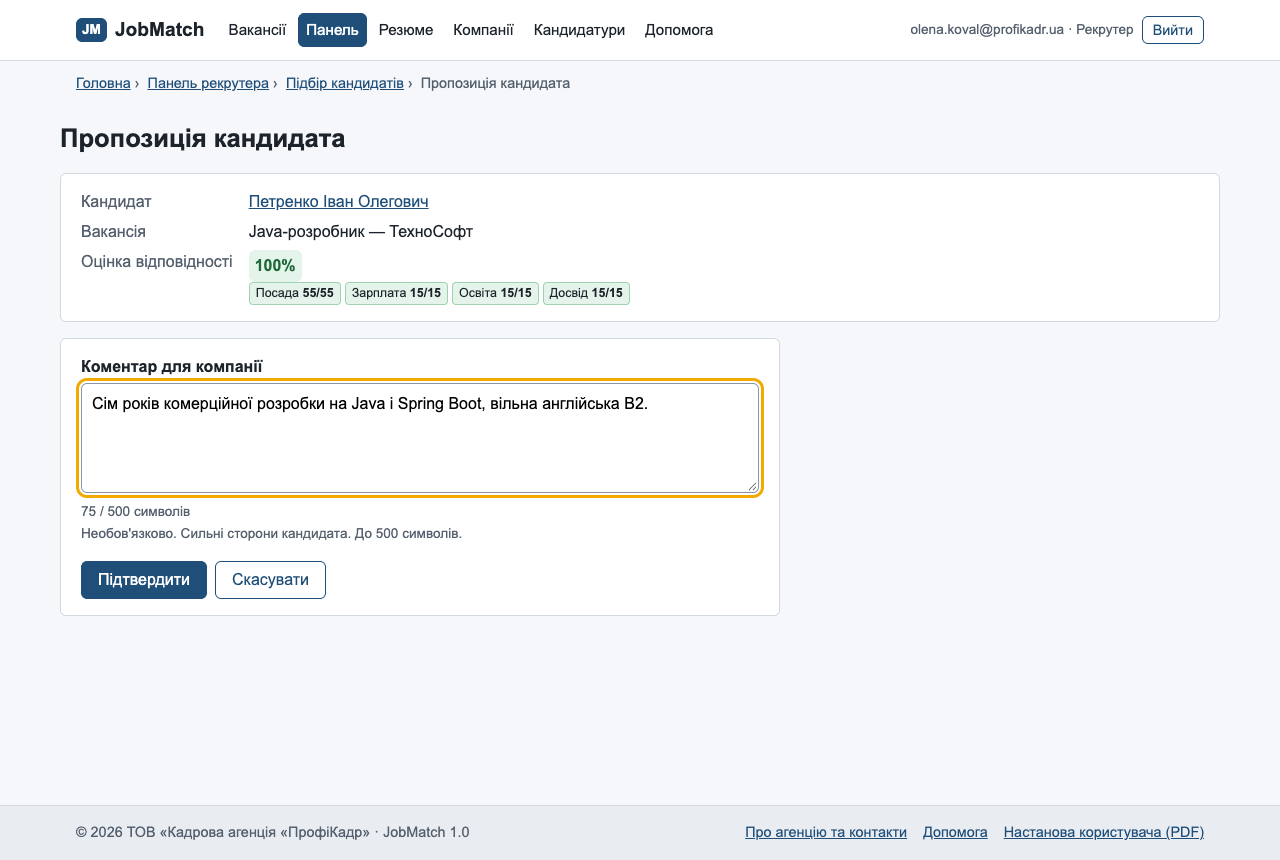 JM JobMatch Вакансії Панель Резюме Компанії Кандидатури Допомога olena.koval@profikadr.ua · Рекрутер Вийти
Головна › Панель рекрутера › Підбір кандидатів › Пропозиція кандидата
Пропозиція кандидата
Кандидат Петренко Іван Олегович
Вакансія Java-розробник — ТехноСофт
Оцінка відповідності 100%
Посада 55/55 Зарплата 15/15 Освіта 15/15 Досвід 15/15
Коментар для компанії
Сім років комерційної розробки на Java і Spring Boot, вільна англійська B2.
75 / 500 символів
Необов'язково. Сильні сторони кандидата. До 500 символів.
Підтвердити Скасувати
© 2026 ТОВ «Кадрова агенція «ПрофіКадр» · JobMatch 1.0 Про агенцію та контакти Допомога Настанова користувача (PDF)